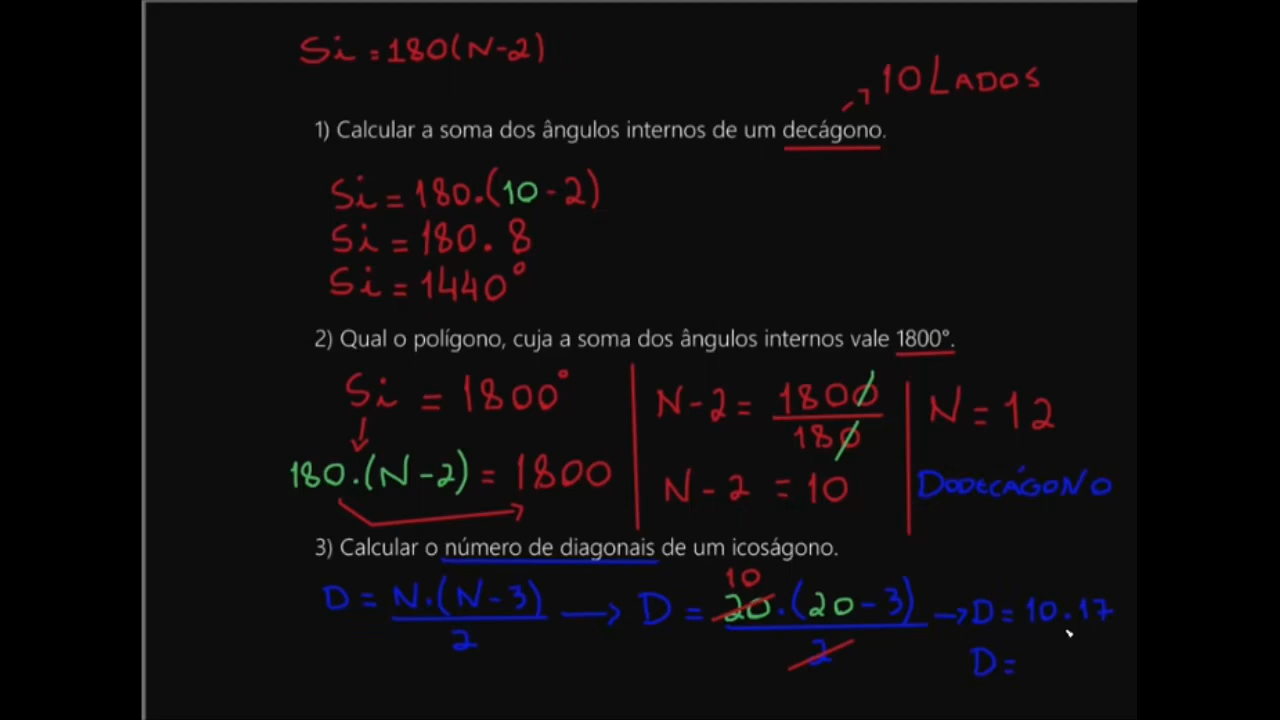 Si = 180(N-2)
10 LADOS
1) Calcular a soma dos ângulos internos de um decágono.
Si = 180.(10-2)
Si = 180.8
Si = 1440°
2) Qual o polígono, cuja a soma dos ângulos internos vale 1800°.
Si = 1800°
180.(N-2) = 1800
N-2 = 1800/180
N-2 = 10
N = 12
DODECÁGONO
3) Calcular o número de diagonais de um icoságono.
10
D = N.(N-3)/2 → D = 20.(20-3)/2 → D = 10.17
D =